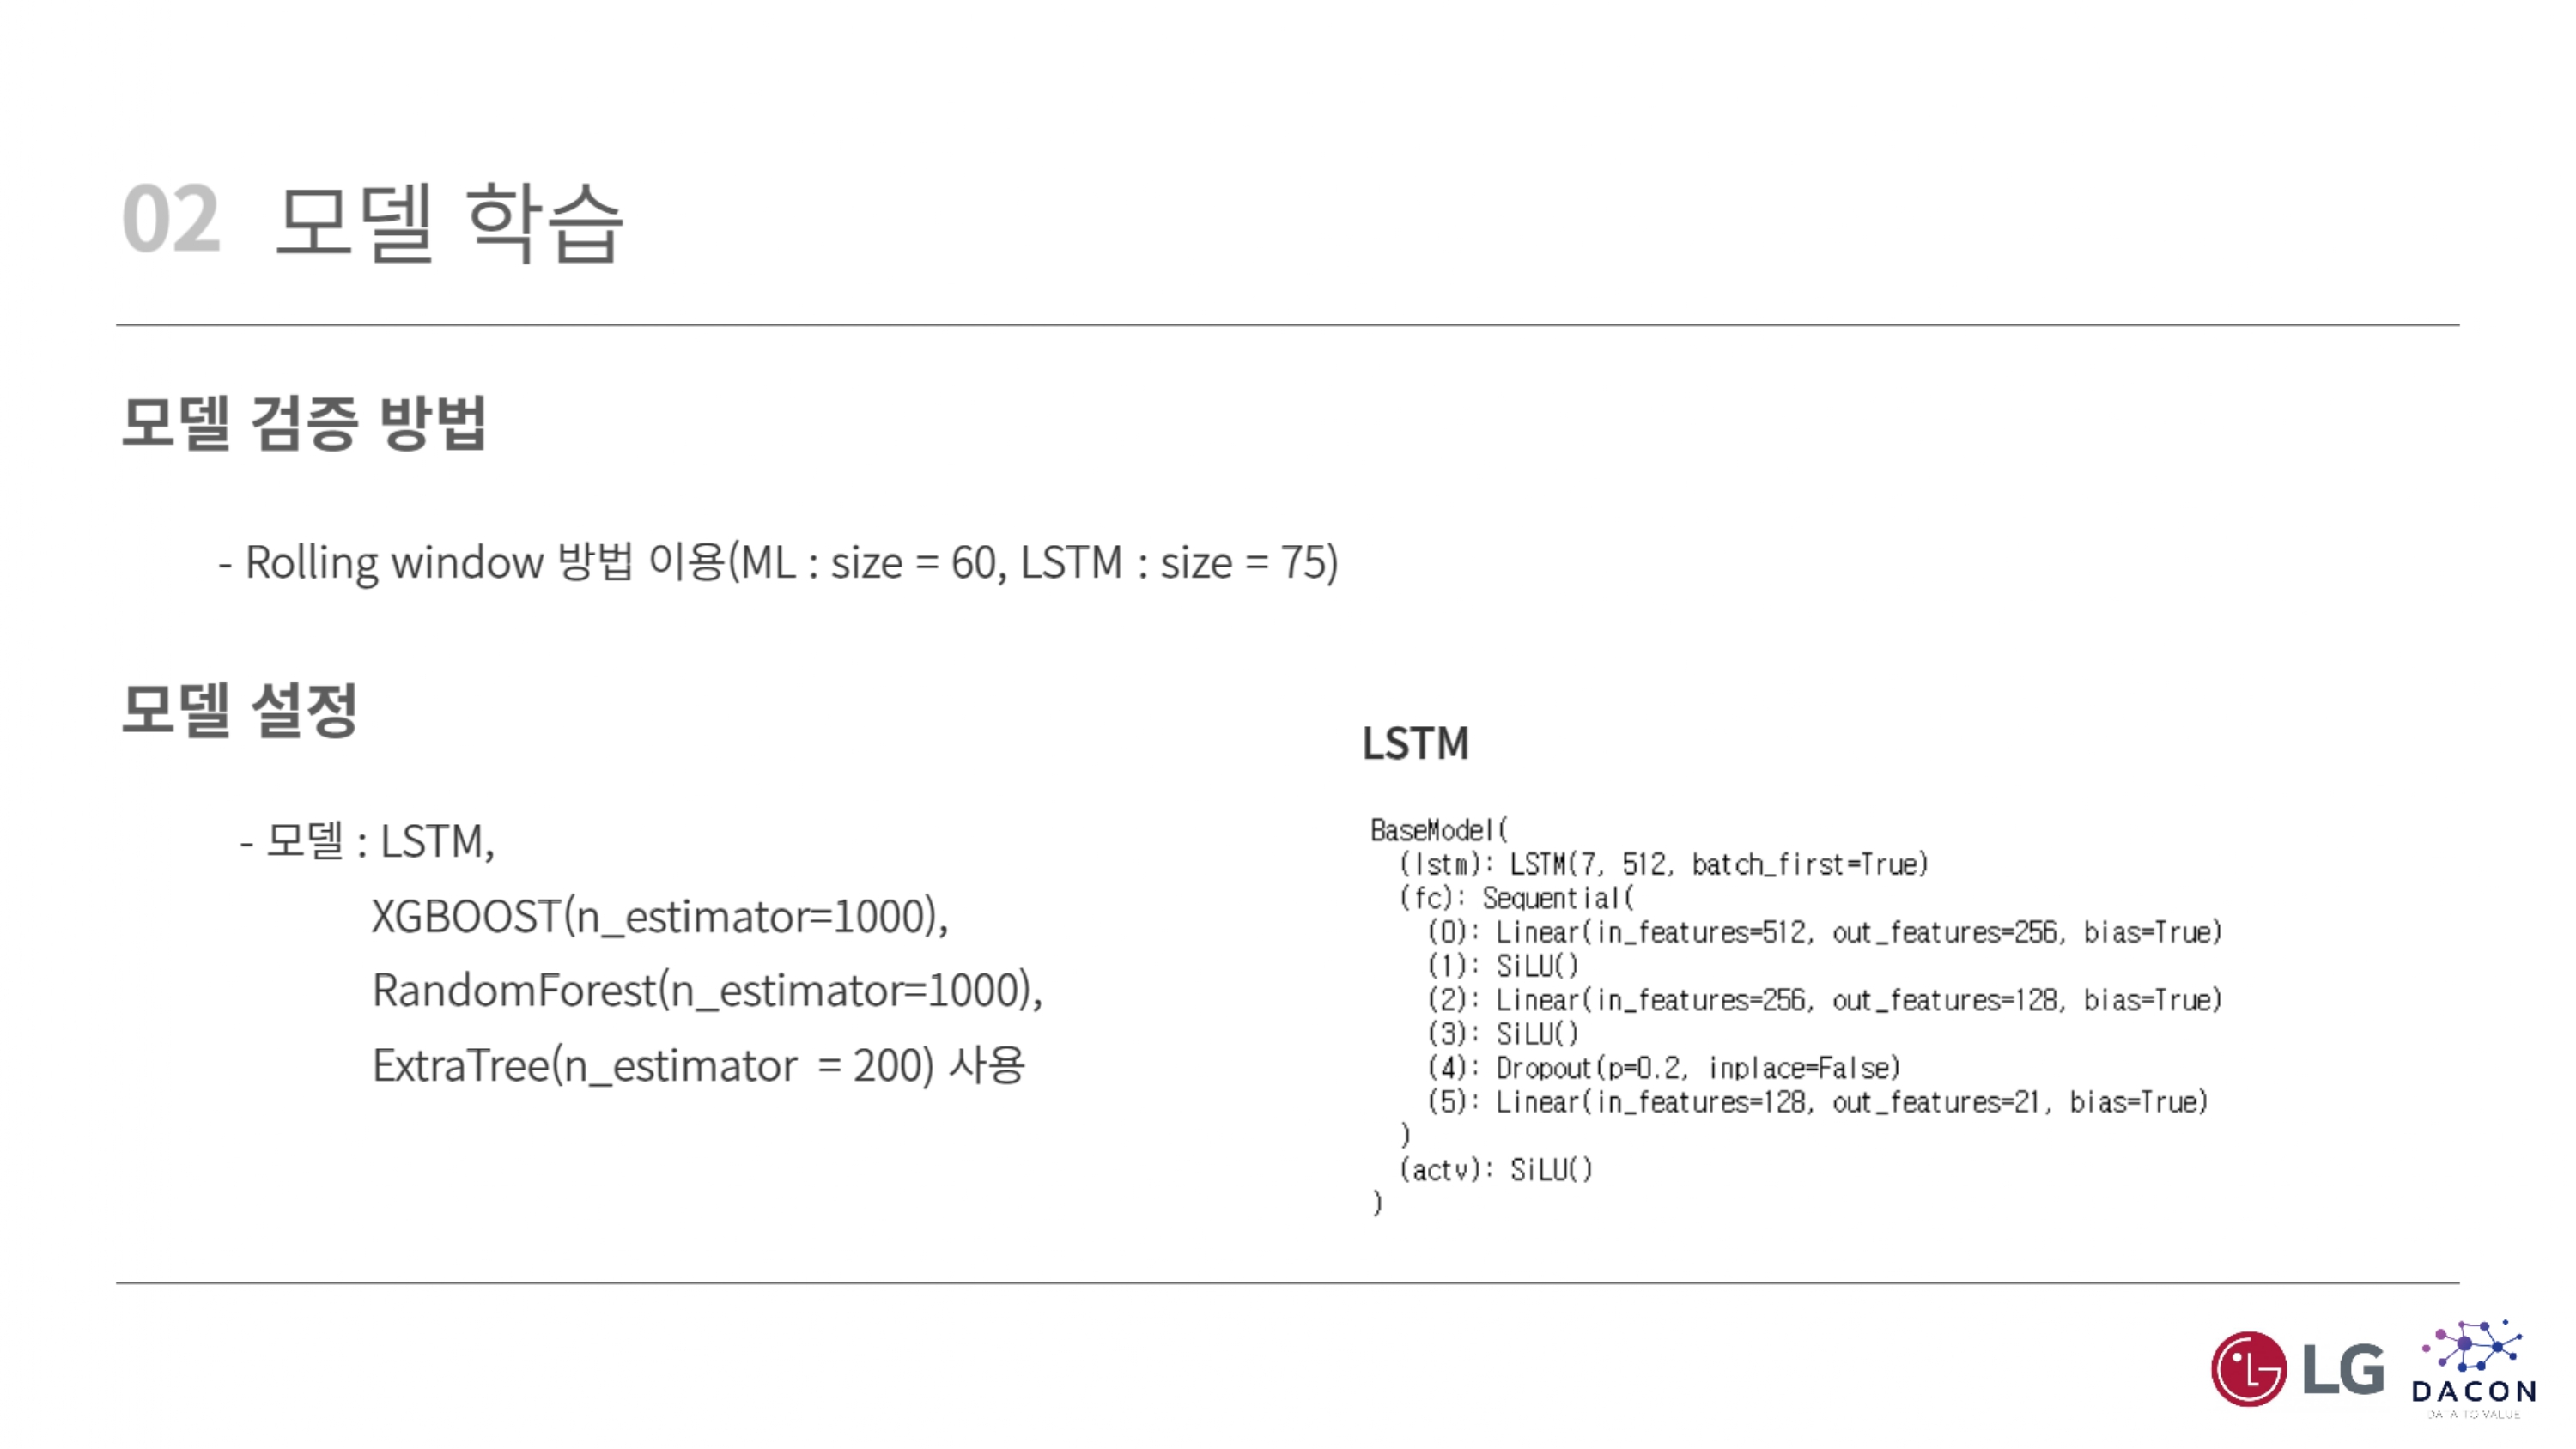 02 모델 학습
모델 검증 방법
- Rolling window 방법 이용(ML : size = 60, LSTM : size = 75)
모델 설정
- 모델 : LSTM,
XGBOOST(n_estimator=1000),
RandomForest(n_estimator=1000),
ExtraTree(n_estimator = 200) 사용
LSTM
BaseModel(
(lstm): LSTM(7, 512, batch_first=True)
(fc): Sequential(
(0): Linear(in_features=512, out_features=256, bias=True)
(1): SiLU()
(2): Linear(in_features=256, out_features=128, bias=True)
(3): SiLU()
(4): Dropout(p=0.2, inplace=False)
(5): Linear(in_features=128, out_features=21, bias=True)
)
(actv): SiLU()
)
LG
DACON
DATA TO VALUE